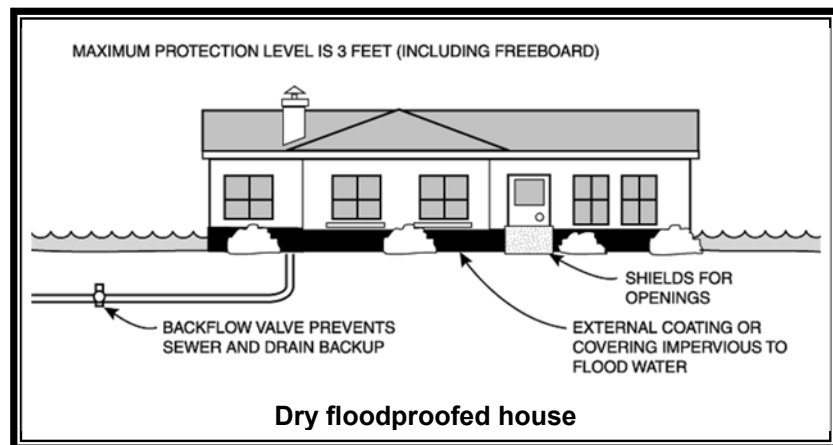 MAXIMUM PROTECTION LEVEL IS 3 FEET (INCLUDING FREEBOARD)
SHIELDS FOR
OPENINGS
BACKFLOW VALVE PREVENTS
SEWER AND DRAIN BACKUP
EXTERNAL COATING OR
COVERING IMPERVIOUS TO
FLOOD WATER
Dry floodproofed house